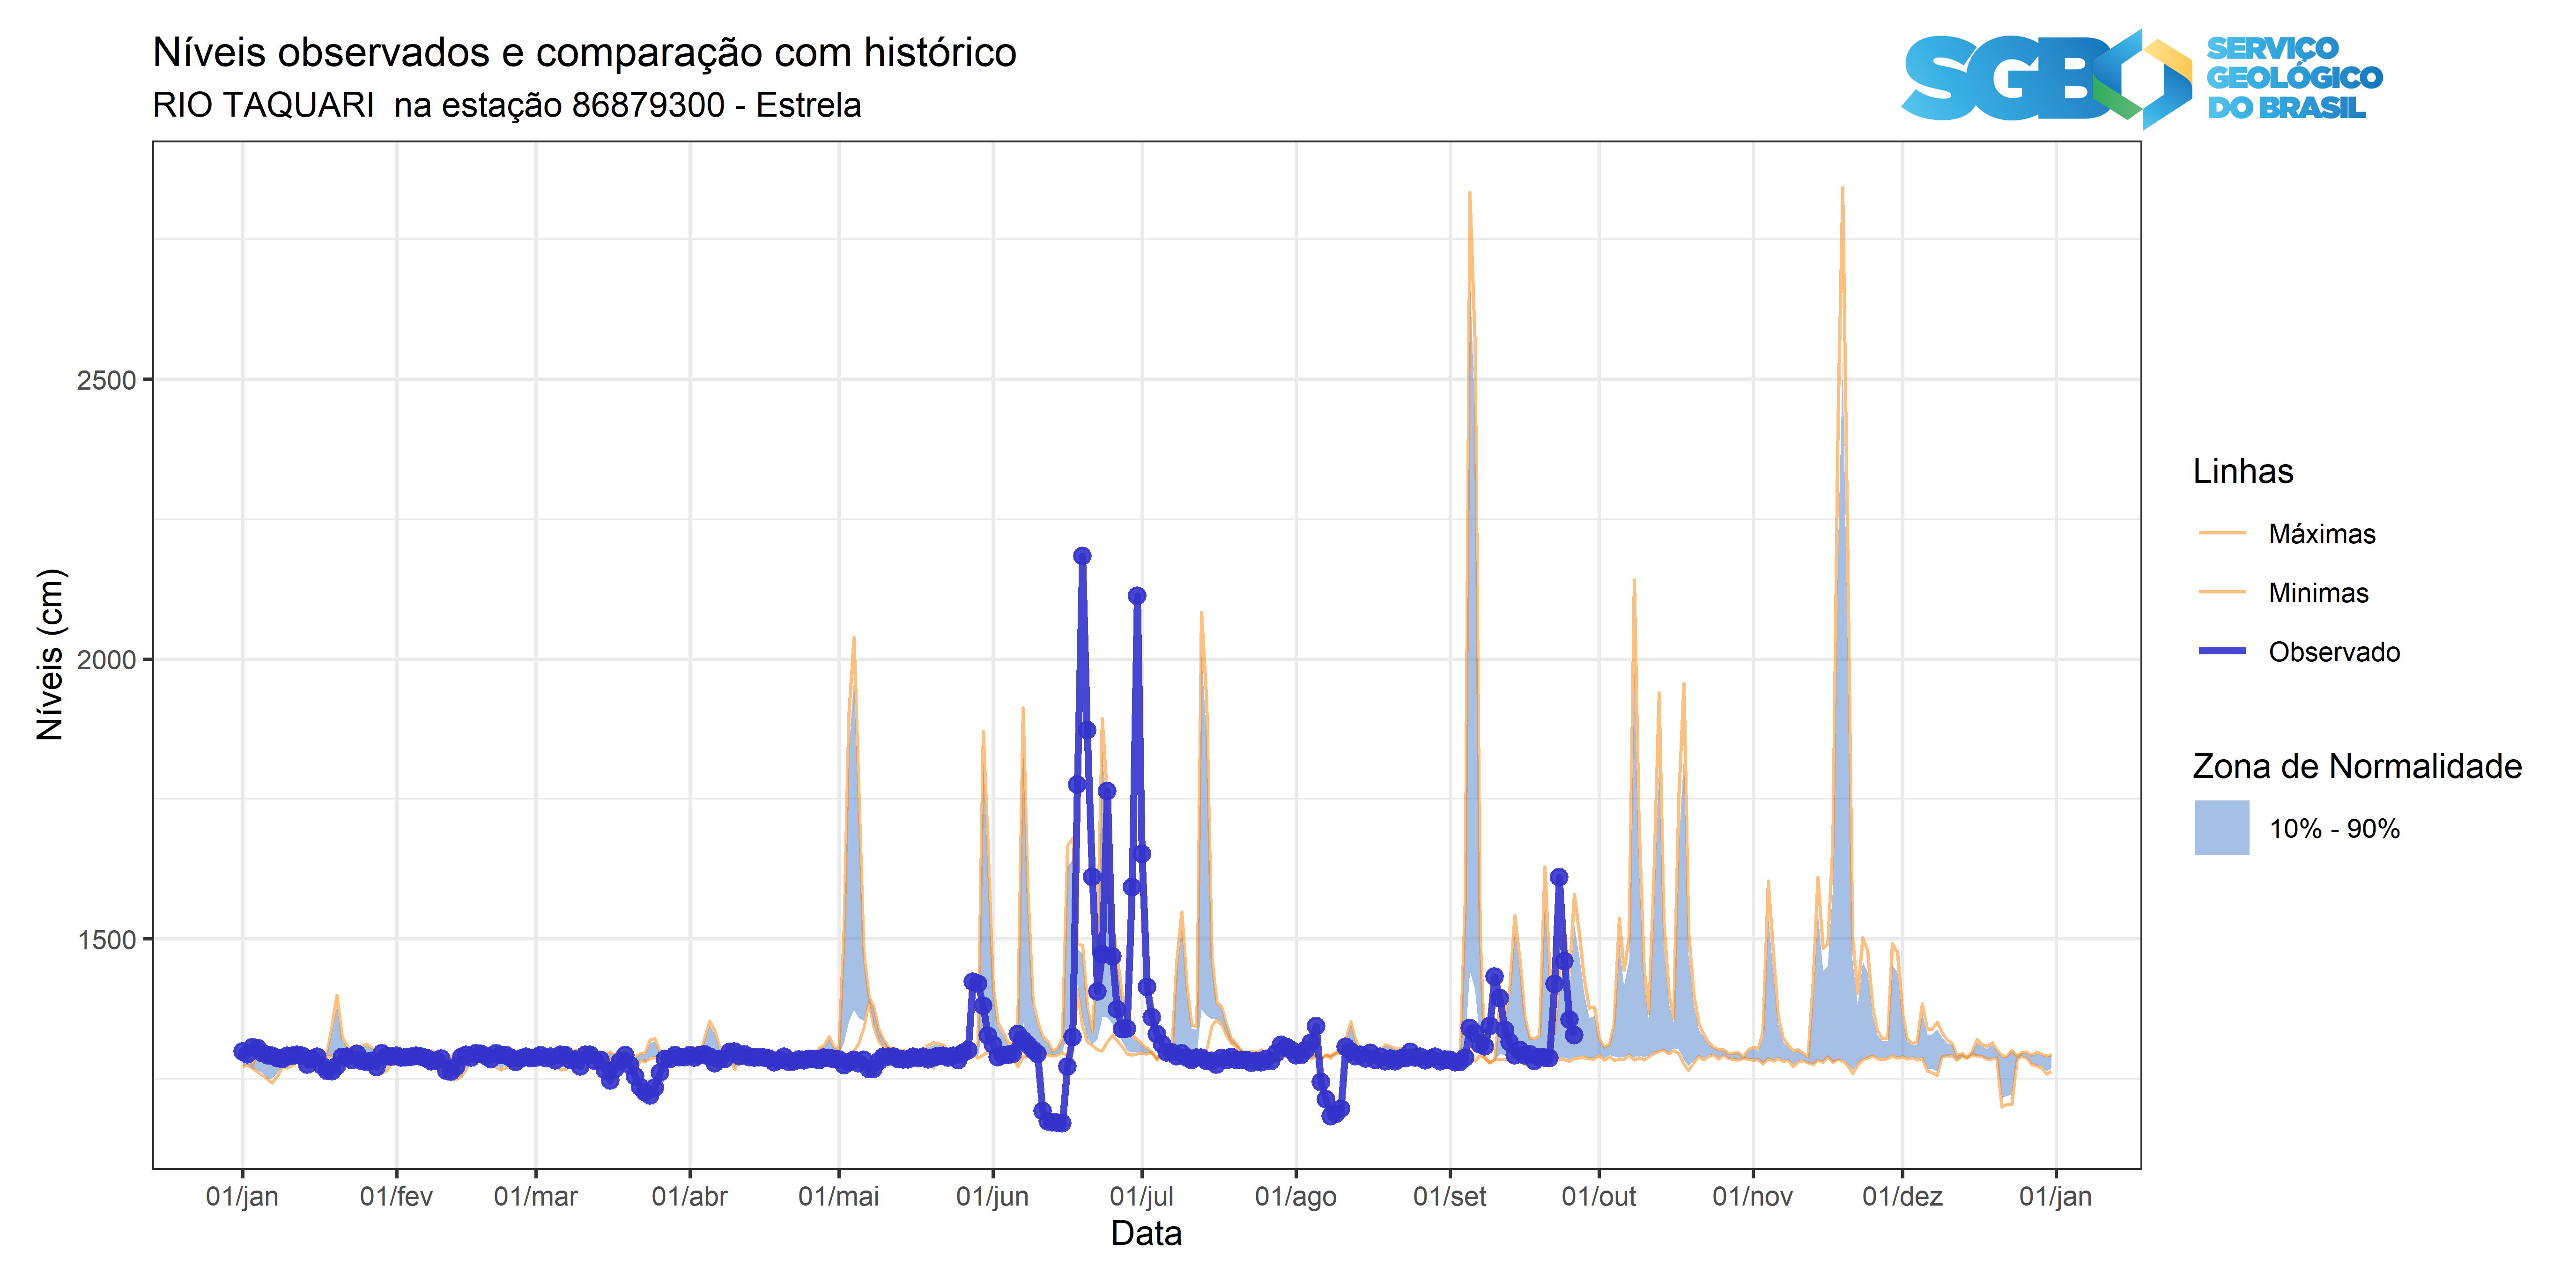 Níveis observados e comparação com histórico
RIO TAQUARI  na estação 86879300 - Estrela
SGB
SERVIÇO
GEOLÓGICO
DO BRASIL
Níveis (cm)
2500
2000
1500
01/jan
01/fev
01/mar
01/abr
01/mai
01/jun
01/jul
01/ago
01/set
01/out
01/nov
01/dez
01/jan
Data
Linhas
Máximas
Minimas
Observado
Zona de Normalidade
10% - 90%